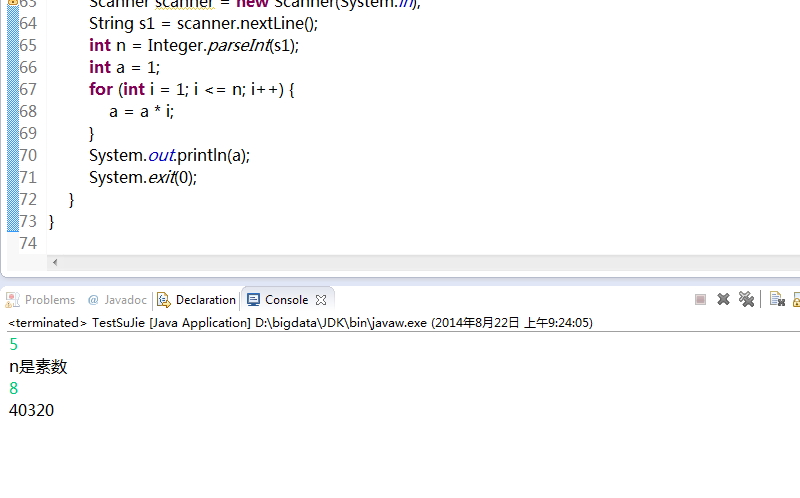 63 Scanner scanner = new Scanner(System.in);
64 String s1 = scanner.nextLine();
65 int n = Integer.parseInt(s1);
66 int a = 1;
67 for (int i = 1; i <= n; i++) {
68 a = a * i;
69 }
70 System.out.println(a);
71 System.exit(0);
72 }
73 }
74
Problems @ Javadoc Declaration Console
<terminated> TestSuJie [Java Application] D:\bigdata\JDK\bin\javaw.exe (2014年8月22日 上午9:24:05)
5
n是素数
8
40320